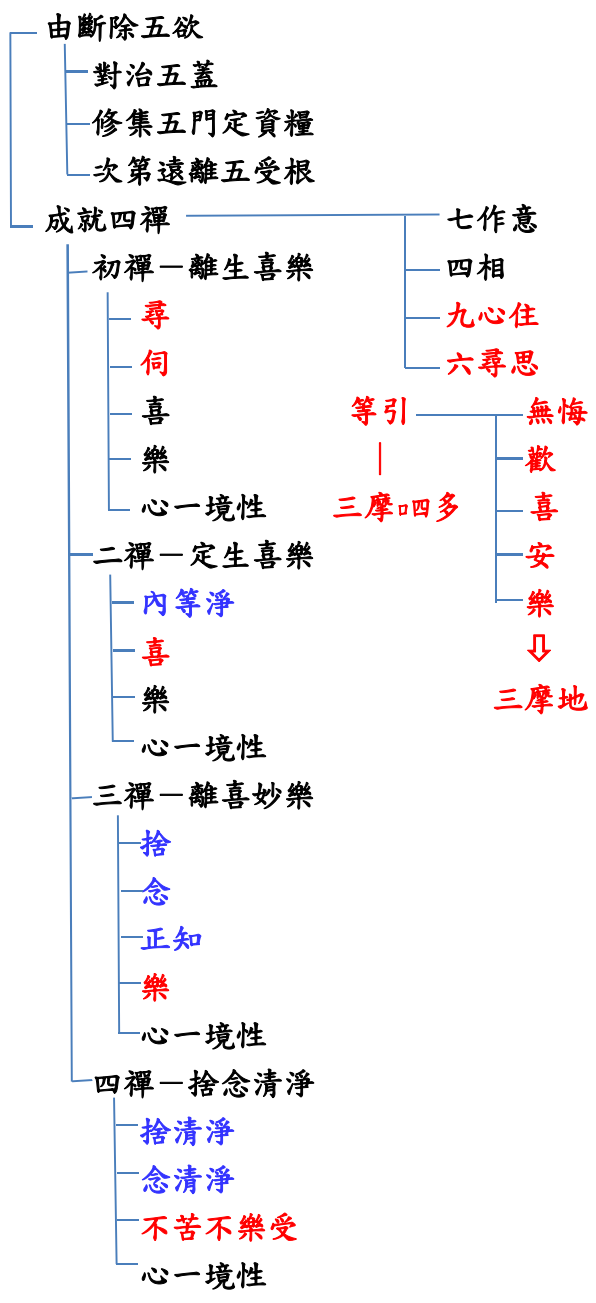 由斷除五欲
對治五蓋
修集五門定資糧
次第遠離五受根
成就四禪
七作意
四相
九心住
六尋思
初禪－離生喜樂
尋
伺
喜
樂
心一境性
等引
｜
三摩呬多
無悔
歡
喜
安
樂
⇩
三摩地
二禪－定生喜樂
內等淨
喜
樂
心一境性
三禪－離喜妙樂
捨
念
正知
樂
心一境性
四禪－捨念清淨
捨清淨
念清淨
不苦不樂受
心一境性